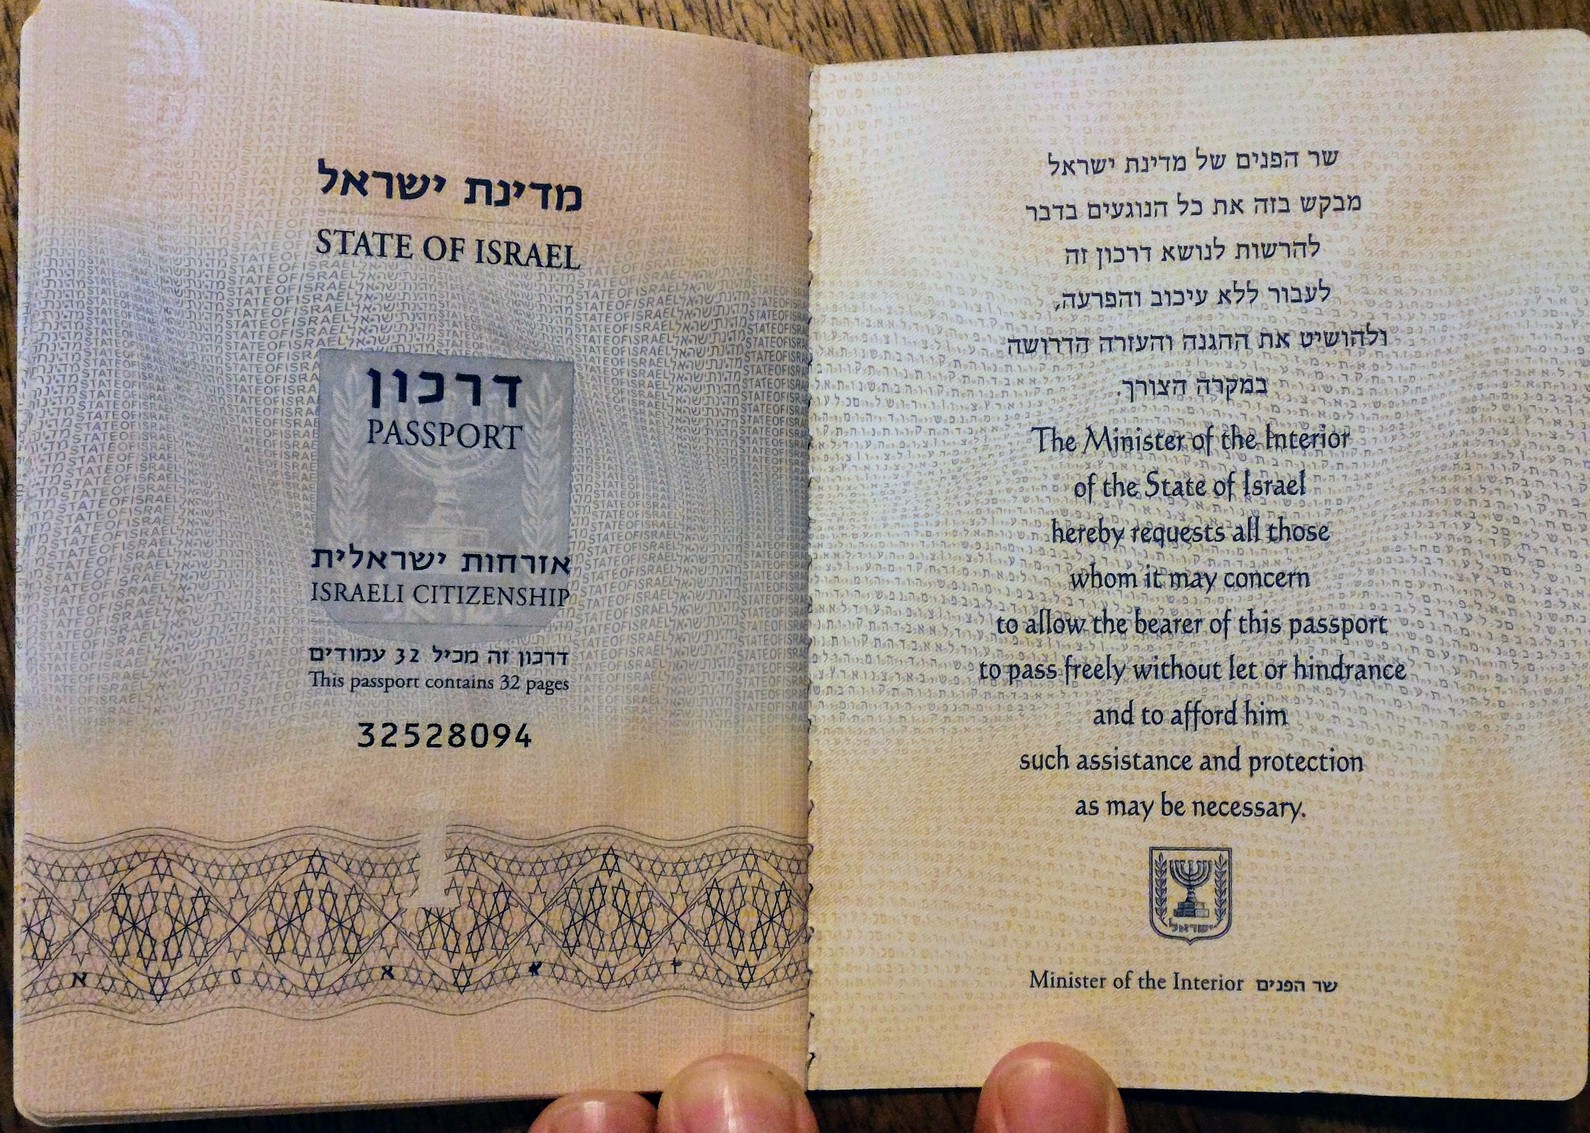 מדינת ישראל
STATE OF ISRAEL
דרכון
PASSPORT
אזרחות ישראלית
ISRAELI CITIZENSHIP
דרכון זה מכיל 32 עמודים
This passport contains 32 pages
32528094
שר הפנים של מדינת ישראל
מבקש בזה את כל הנוגעים בדבר
להרשות לנושא דרכון זה
לעבור ללא עיכוב והפרעה,
ולהושיט את ההגנה והעזרה הדרושה
במקרה הצורך.
The Minister of the Interior
of the State of Israel
hereby requests all those
whom it may concern
to allow the bearer of this passport
to pass freely without let or hindrance
and to afford him
such assistance and protection
as may be necessary.
ישראל
Minister of the Interior שר הפנים